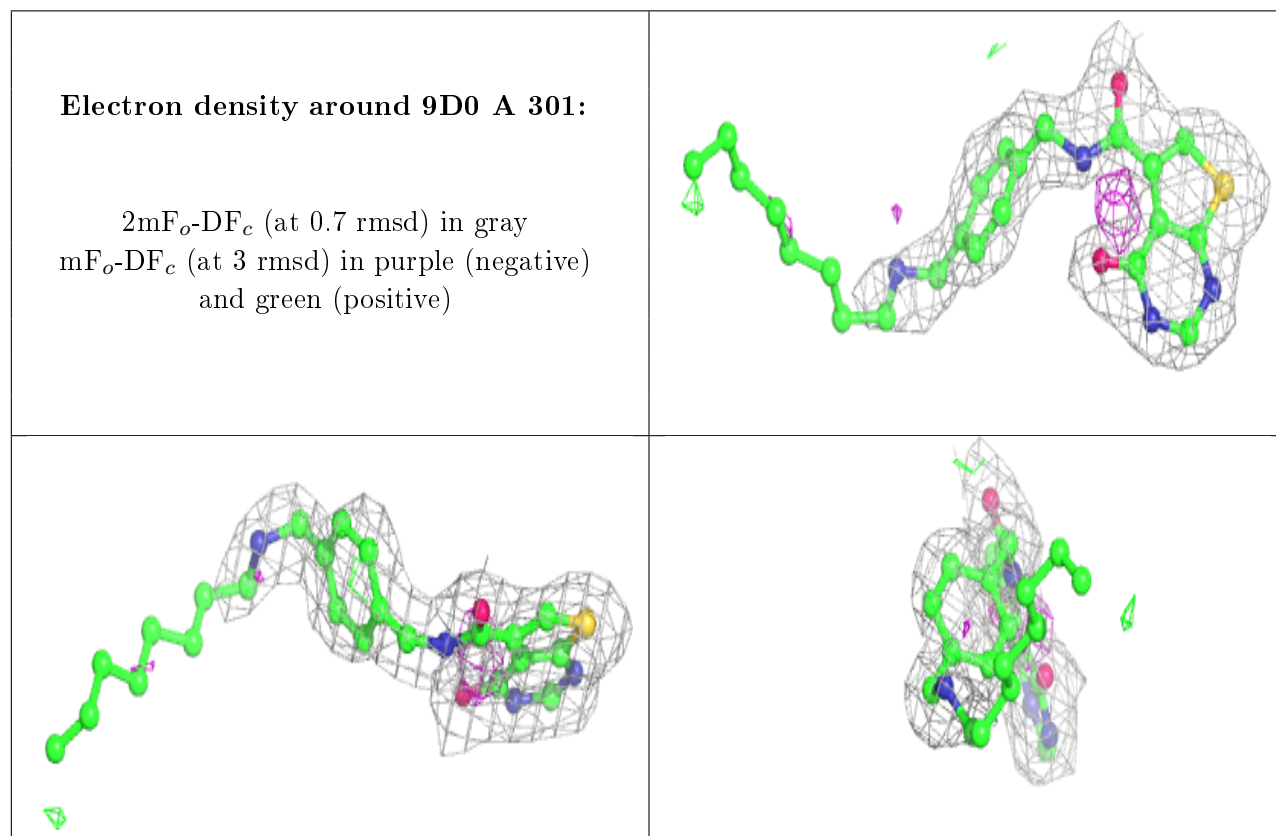 Electron density around 9D0 A 301:
2mFₒ-DF𝒸 (at 0.7 rmsd) in gray
mFₒ-DF𝒸 (at 3 rmsd) in purple (negative)
and green (positive)